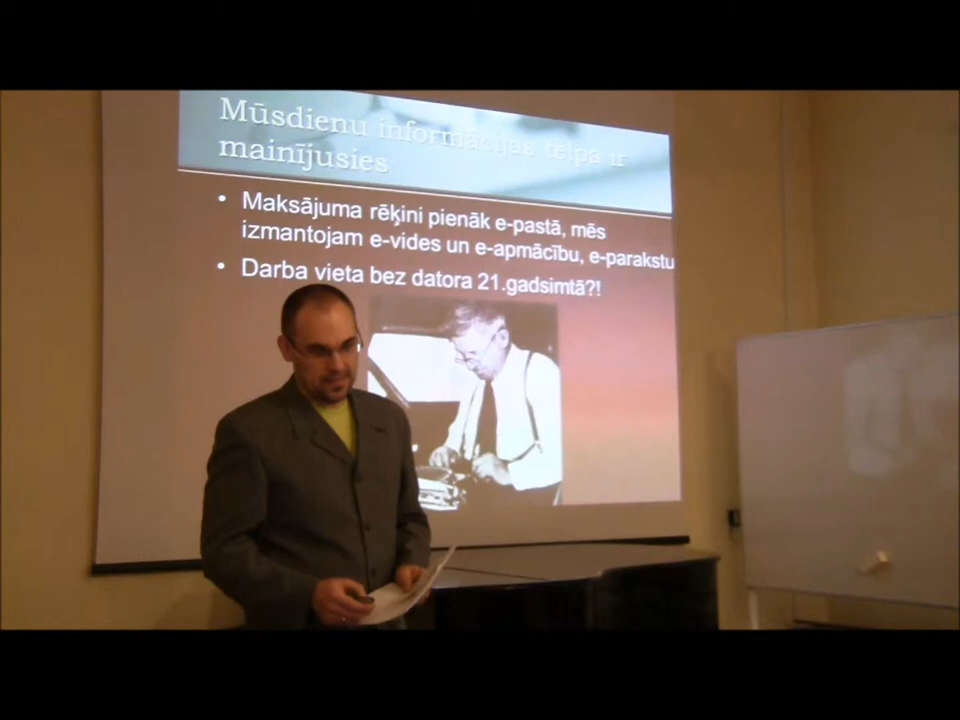 Mūsdienu informācijas telpa ir
mainījusies
• Maksājuma rēķini pienāk e-pastā, mēs
izmantojam e-vides un e-apmācību, e-parakstu
• Darba vieta bez datora 21.gadsimtā?!